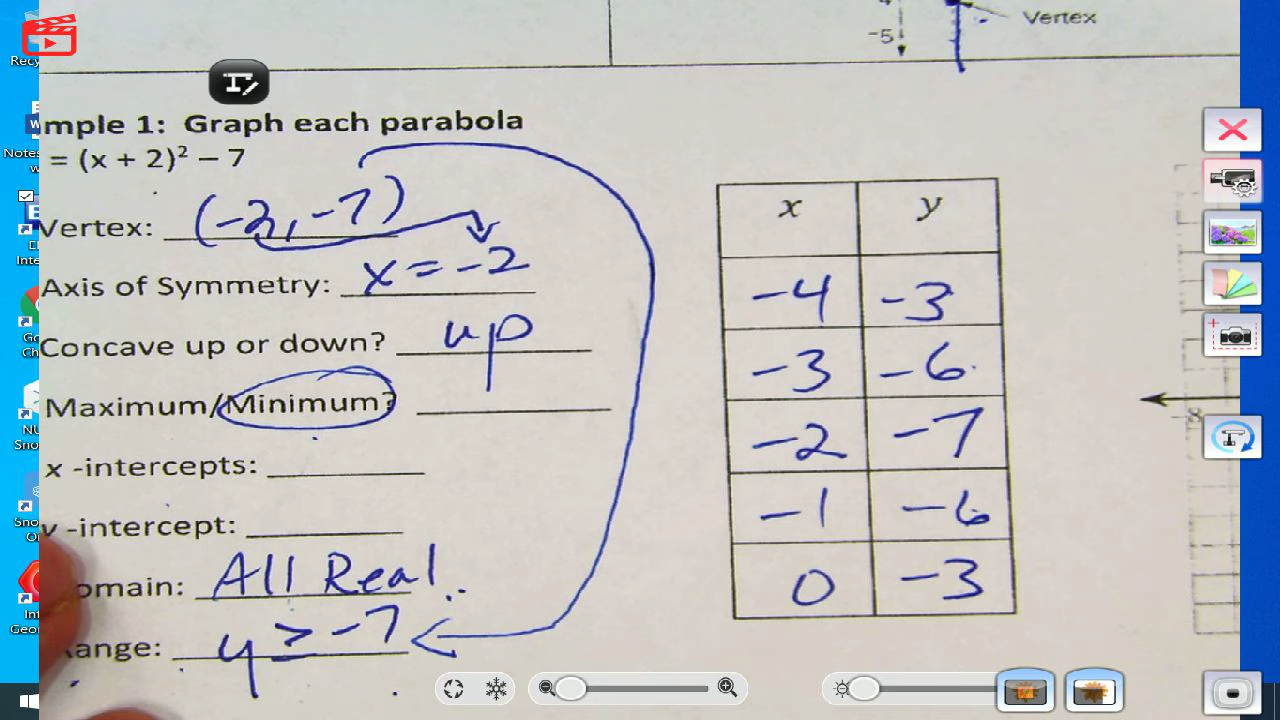 Vertex
-5
mple 1: Graph each parabola
= (x + 2)² – 7
Vertex: (-2, -7)
Axis of Symmetry: x = -2
Concave up or down? up
Maximum/Minimum?
x -intercepts:
y -intercept:
omain: All Real
ange: y ≥ -7
x y
-4 -3
-3 -6
-2 -7
-1 -6
0 -3
-8